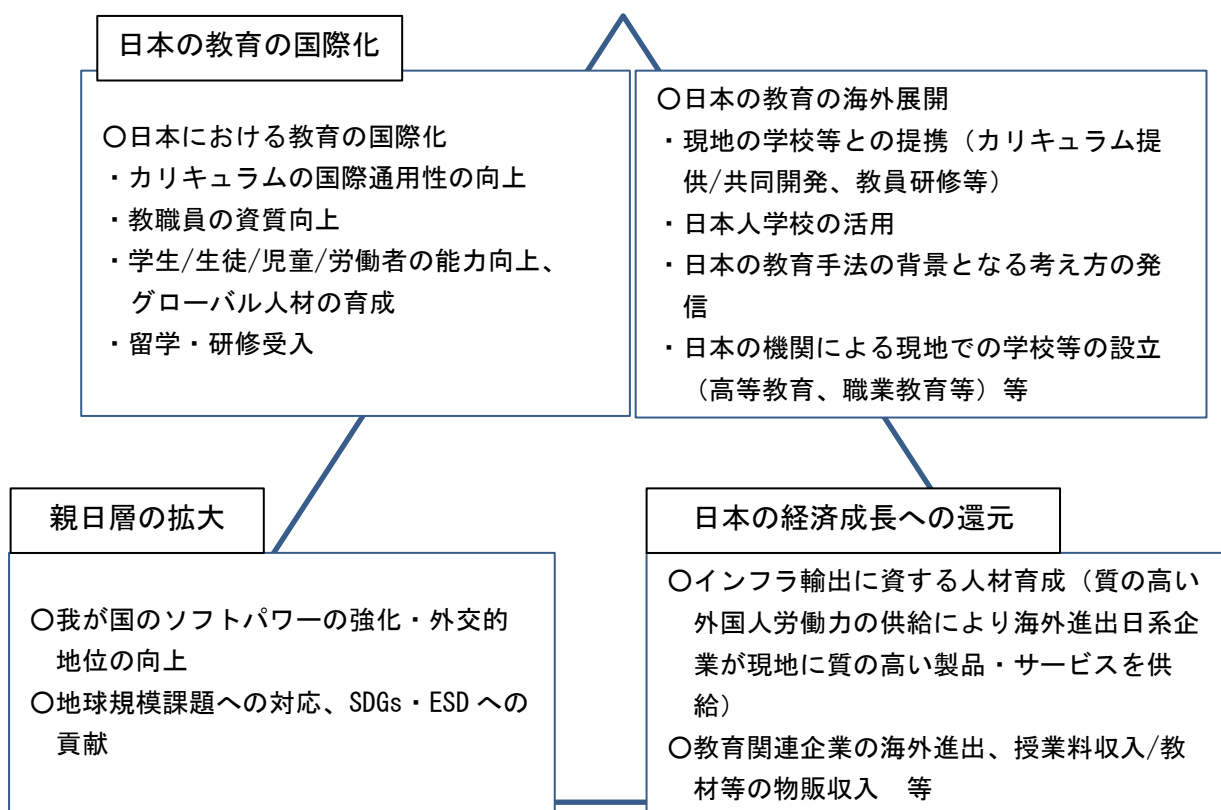 日本の教育の国際化
〇日本における教育の国際化
・カリキュラムの国際通用性の向上
・教職員の資質向上
・学生/生徒/児童/労働者の能力向上、
グローバル人材の育成
・留学・研修受入
〇日本の教育の海外展開
・現地の学校等との提携（カリキュラム提
供/共同開発、教員研修等）
・日本人学校の活用
・日本の教育手法の背景となる考え方の発
信
・日本の機関による現地での学校等の設立
（高等教育、職業教育等）等
親日層の拡大
〇我が国のソフトパワーの強化・外交的
地位の向上
〇地球規模課題への対応、SDGs・ESD への
貢献
日本の経済成長への還元
〇インフラ輸出に資する人材育成（質の高い
外国人労働力の供給により海外進出日系企
業が現地に質の高い製品・サービスを供
給）
〇教育関連企業の海外進出、授業料収入/教
材等の物販収入　等